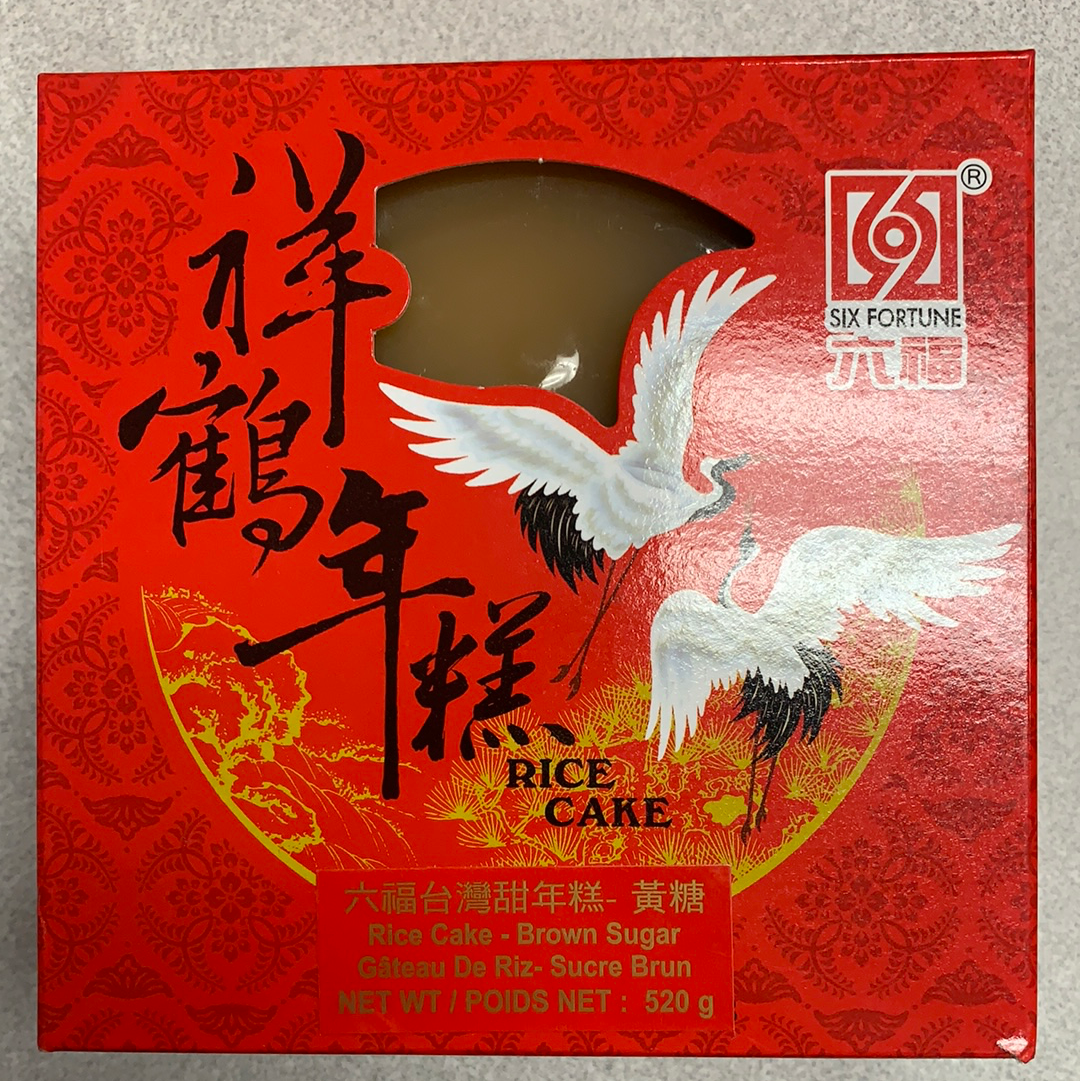 祥鶴年糕
RICE
CAKE
®
SIX FORTUNE
六福
六福台灣甜年糕- 黃糖
Rice Cake - Brown Sugar
Gâteau De Riz- Sucre Brun
NET WT / POIDS NET : 520 g